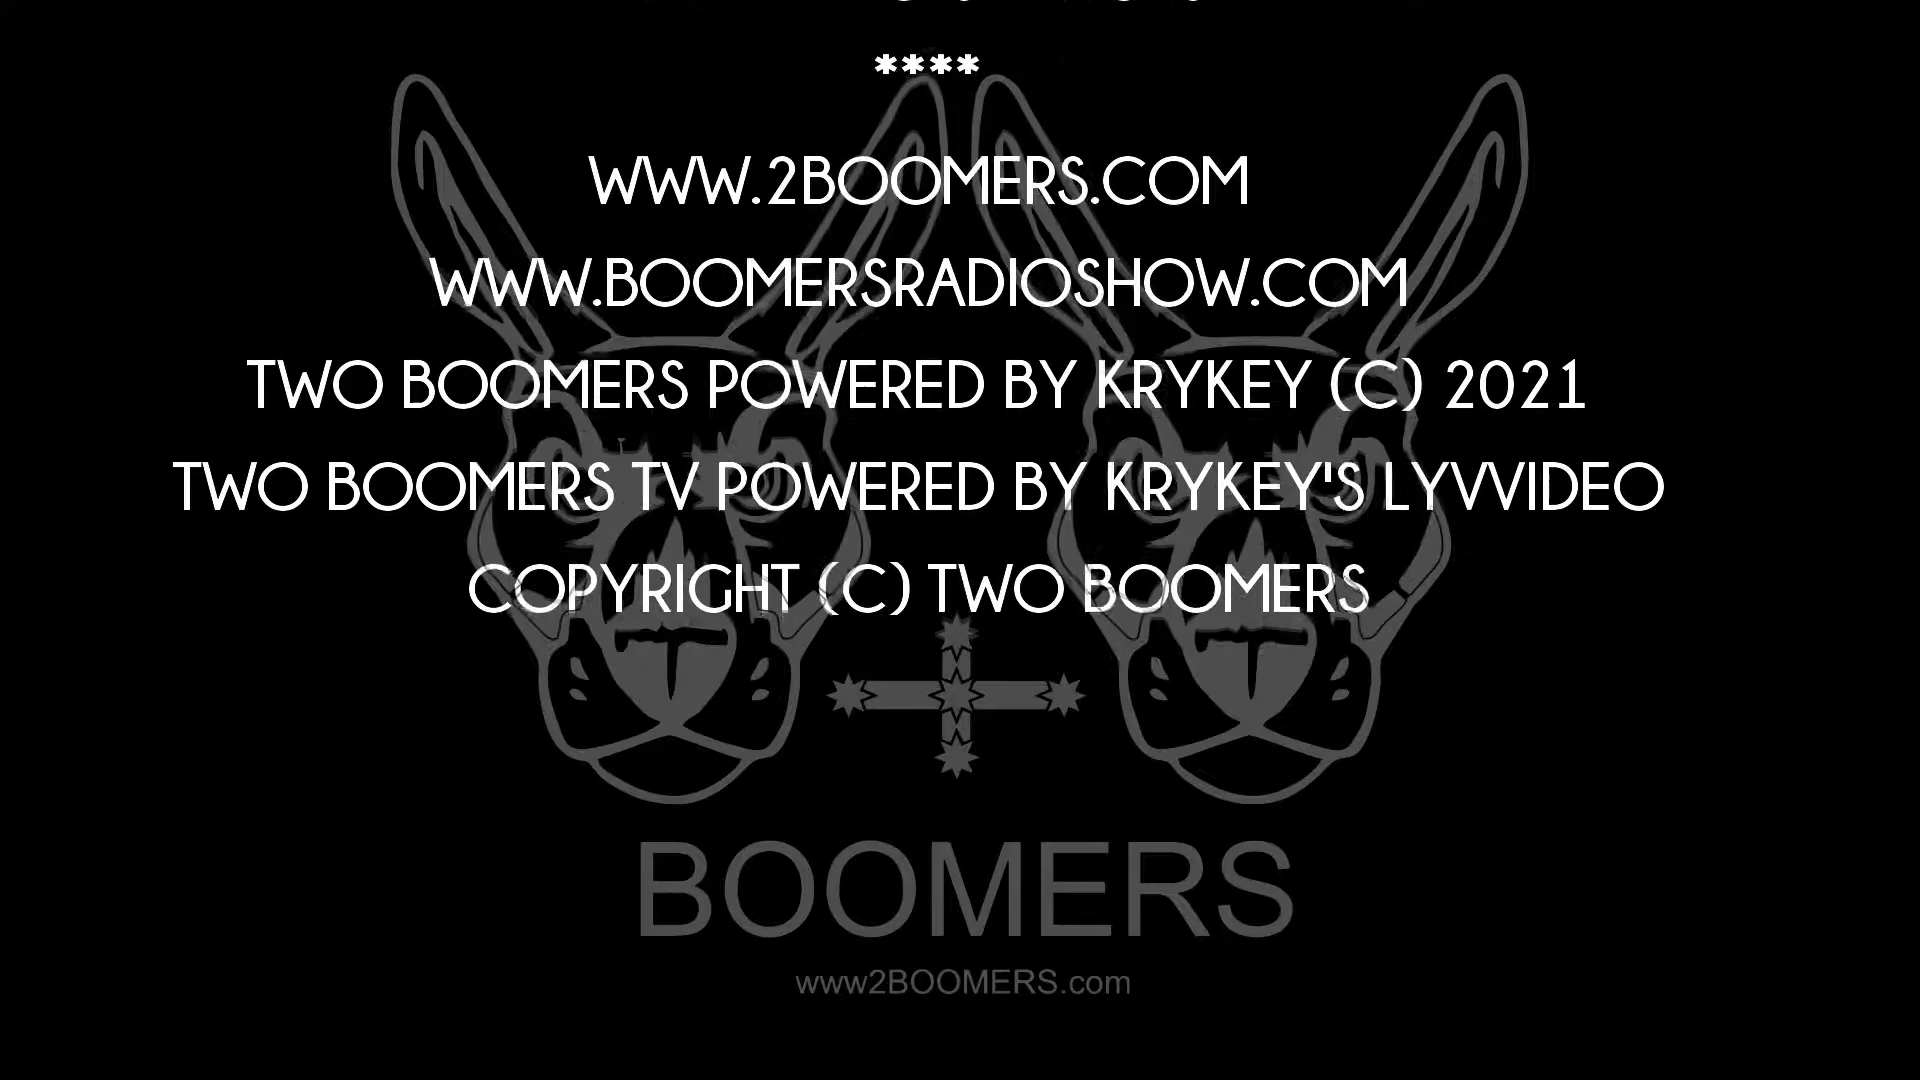 ****
WWW.2BOOMERS.COM
WWW.BOOMERSRADIOSHOW.COM
TWO BOOMERS POWERED BY KRYKEY (C) 2021
TWO BOOMERS TV POWERED BY KRYKEY'S LYVVIDEO
COPYRIGHT (C) TWO BOOMERS
BOOMERS
www2BOOMERS.com